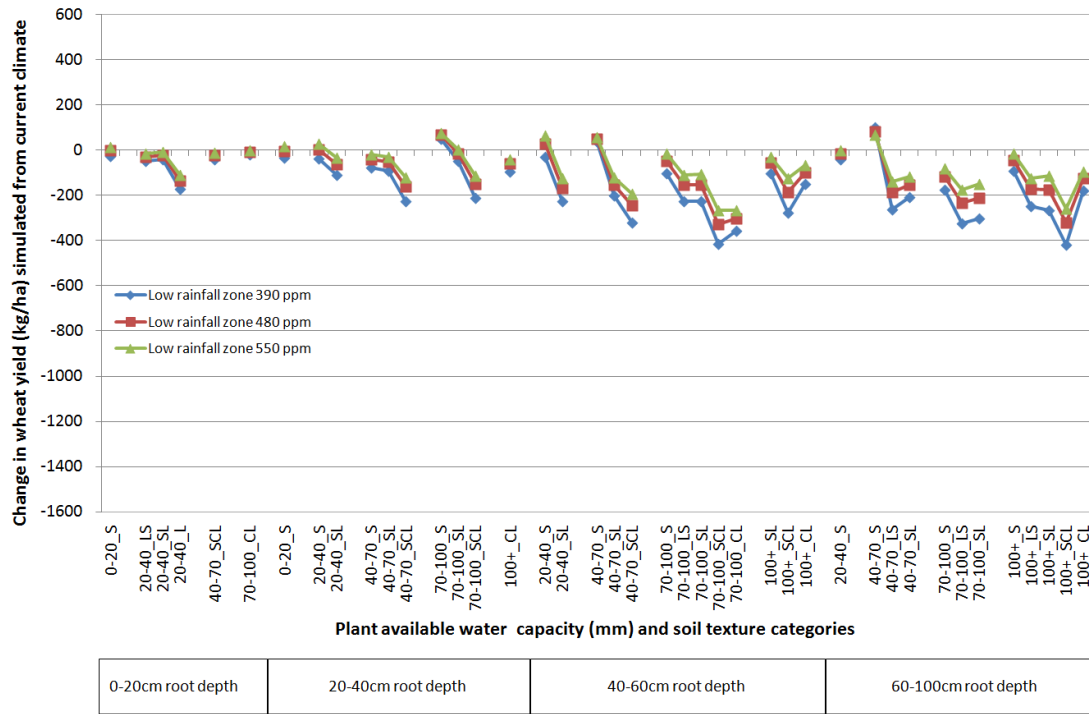 Change in wheat yield (kg/ha) simulated from current climate
600
400
200
0
-200
-400
-600
-800
-1000
-1200
-1400
-1600
Low rainfall zone 390 ppm
Low rainfall zone 480 ppm
Low rainfall zone 550 ppm
0-20_S
20-40_LS
20-40_SL
20-40_L
40-70_SCL
70-100_CL
0-20_S
20-40_S
20-40_SL
40-70_S
40-70_SL
40-70_SCL
70-100_S
70-100_SL
70-100_SCL
100+_CL
20-40_S
20-40_SL
40-70_S
40-70_SL
40-70_SCL
70-100_S
70-100_LS
70-100_SL
70-100_SCL
70-100_CL
100+_SL
100+_SCL
100+_CL
20-40_S
40-70_S
40-70_LS
40-70_SL
70-100_S
70-100_LS
70-100_SL
100+_S
100+_LS
100+_SL
100+_SCL
100+_CL
Plant available water capacity (mm) and soil texture categories
0-20cm root depth
20-40cm root depth
40-60cm root depth
60-100cm root depth